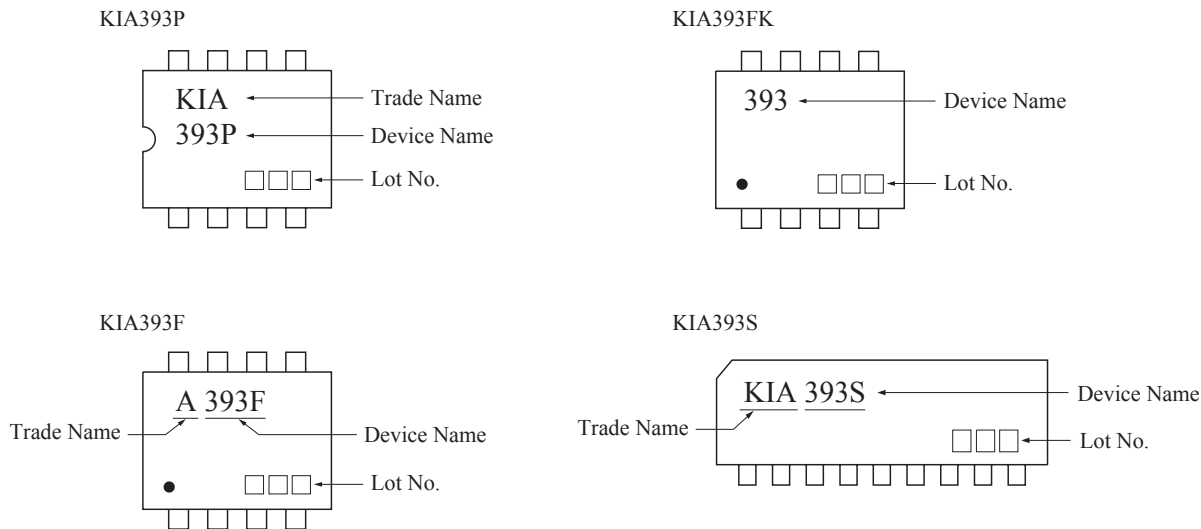 KIA393P
KIA
Trade Name
393P
Device Name
Lot No.
KIA393FK
393
Device Name
Lot No.
KIA393F
A 393F
Trade Name
Device Name
Lot No.
KIA393S
KIA 393S
Device Name
Trade Name
Lot No.